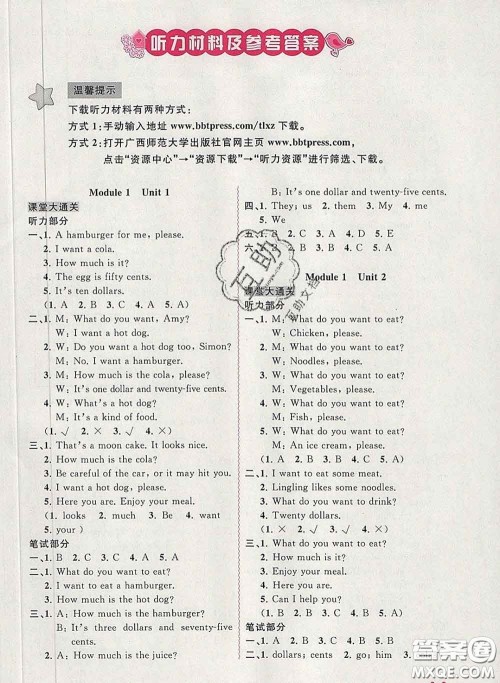 听力材料及参考答案
温馨提示
下载听力材料有两种方式:
方式 1:手动输入地址 www.bbtpress.com/tlxz 下载。
方式 2:打开广西师范大学出版社官网主页 www.bbtpress.com,
点击“资源中心”→“资源下载”→“听力资源”进行筛选、下载。
Module 1 Unit 1
课堂大通关
听力部分
一、1. A hamburger for me, please.
2. I want a cola.
3. How much is it?
4. The egg is fifty cents.
5. It's ten dollars.
(1. A 2. B 3. B 4. A 5. B)
二、1. M: What do you want, Amy?
W: I want a hot dog.
2. W: Do you want a hot dog too, Simon?
M: No. I want a hamburger.
3. M: How much is the cola, please?
W: It's one dollar and twenty-five cents.
4. W: What's a hot dog?
M: It's a kind of food.
(1. √ 2. × 3. √ 4. ×)
三、1. That's a moon cake. It looks nice.
2. How much is the cola?
3. Be careful of the car, or it may hit you.
4. I want a hot dog.
5. Here you are. Enjoy your meal.
(1. looks 2. much 3. Be 4. want
5. your)
笔试部分
一、1. B 2. C 3. A 4. B 5. A
二、1. What do you want to eat?
2. I want to eat a hamburger.
三、1. A: How much is the hamburger?
B: It's three dollars and seventy-five
cents.
2. A: How much is the juice?
B: It's one dollar and twenty-five cents.
四、1. They; us 2. She 3. My 4. me
5. We
五、1. B 2. C 3. A
六、1. B 2. A
Module 1 Unit 2
课堂大通关
听力部分
一、1. M: What do you want to eat?
W: Chicken, please.
2. M: What do you want to eat?
W: Noodles, please.
3. W: What do you want to eat?
M: Vegetables, please.
4. M: What do you want to eat?
W: Fish, please.
5. W: What do you want to eat?
M: An ice cream, please.
(1. A 2. B 3. B 4. A 5. A)
二、1. I want to eat some meat.
2. Lingling likes some noodles.
3. What do you want to drink?
4. Twenty dollars.
(1. × 2. √ 3. √ 4. ×)
三、1. What do you want to eat?
2. How much is it?
3. Enjoy your meal.
4. Here you are.
5. Can I help you?
(1. B 2. C 3. B 4. A 5. C)
笔试部分
一、1. dollars; cents 2. go; him 3. want
互助
互助文档
答案